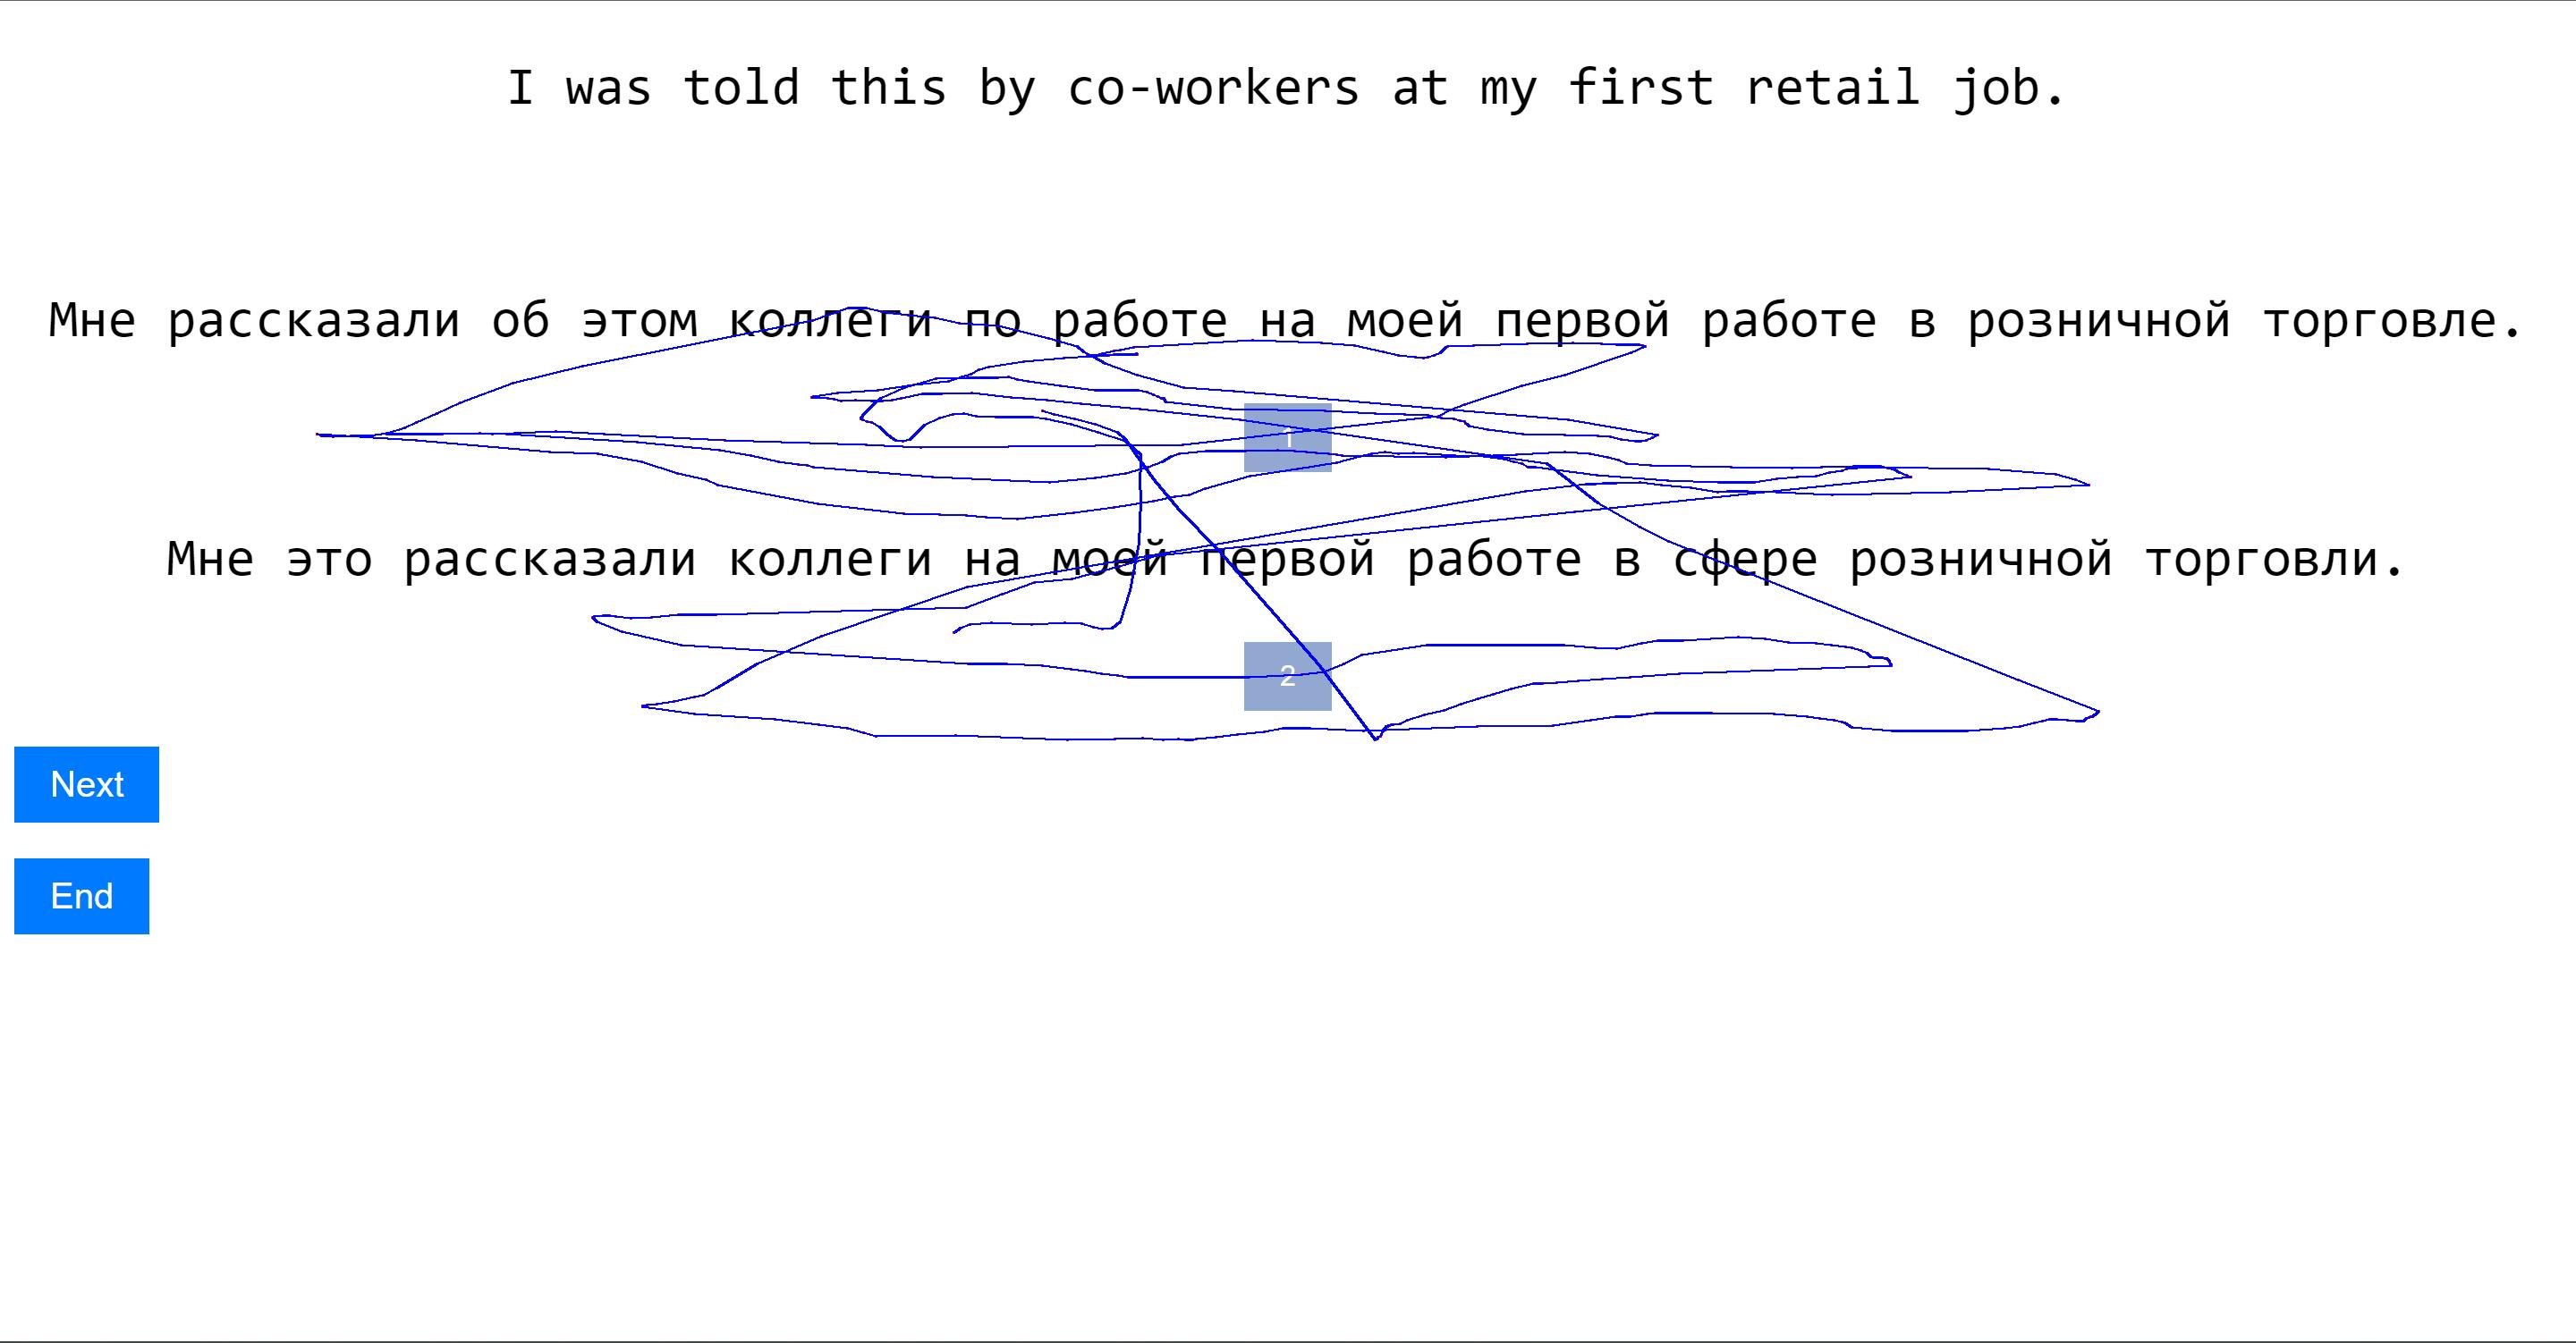 I was told this by co-workers at my first retail job.
Мне рассказали об этом коллеги по работе на моей первой работе в розничной торговле.
1
Мне это рассказали коллеги на моей первой работе в сфере розничной торговли.
2
Next
End